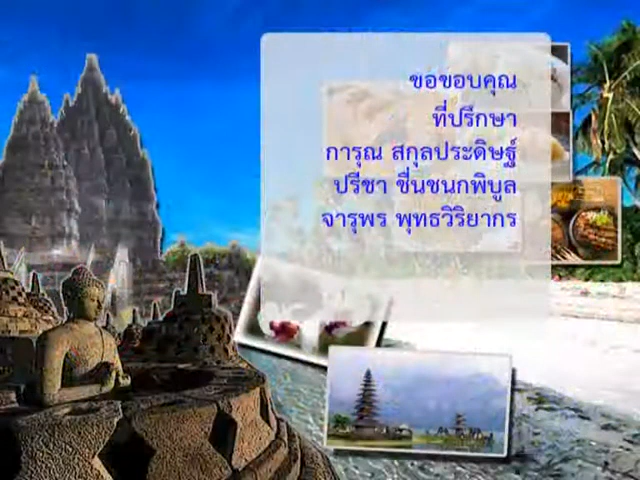 ขอขอบคุณ
ที่ปรึกษา
การุณ สกุลประดิษฐ์
ปรีชา ชื่นชนกพิบูล
จารุพร พุทธวิริยากร